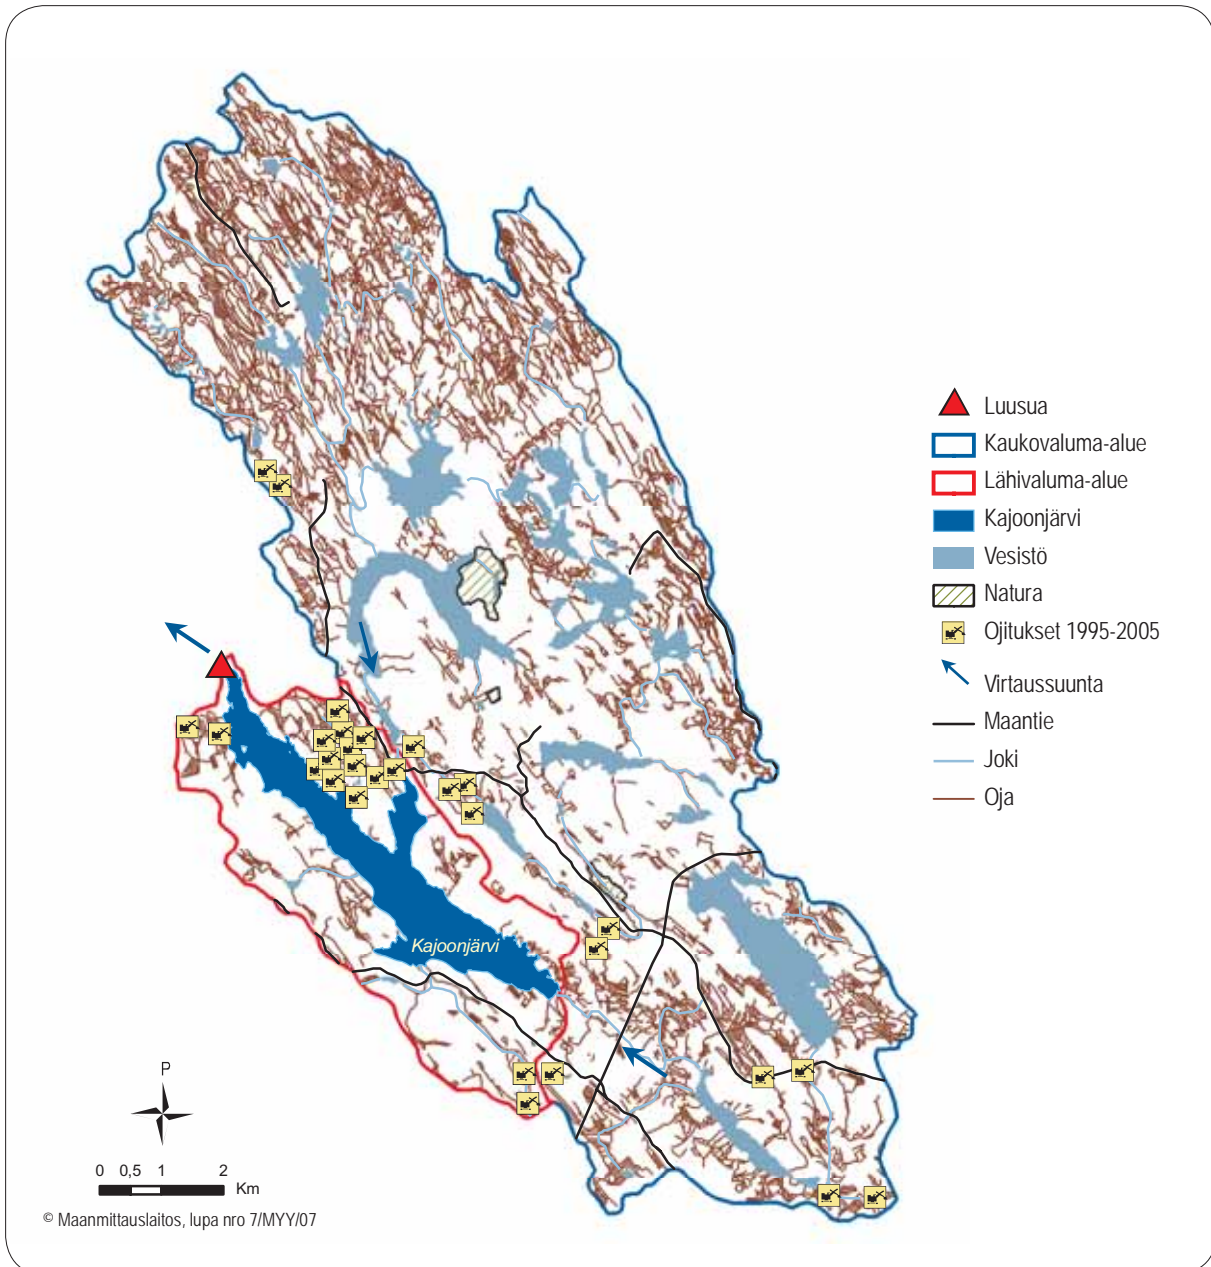 Luusua
Kaukovaluma-alue
Lähivaluma-alue
Kajoonjärvi
Vesistö
Natura
Ojitukset 1995-2005
Virtaussuunta
Maantie
Joki
Oja
Kajoonjärvi
P
0 0,5 1 2
Km
© Maanmittauslaitos, lupa nro 7/MYY/07